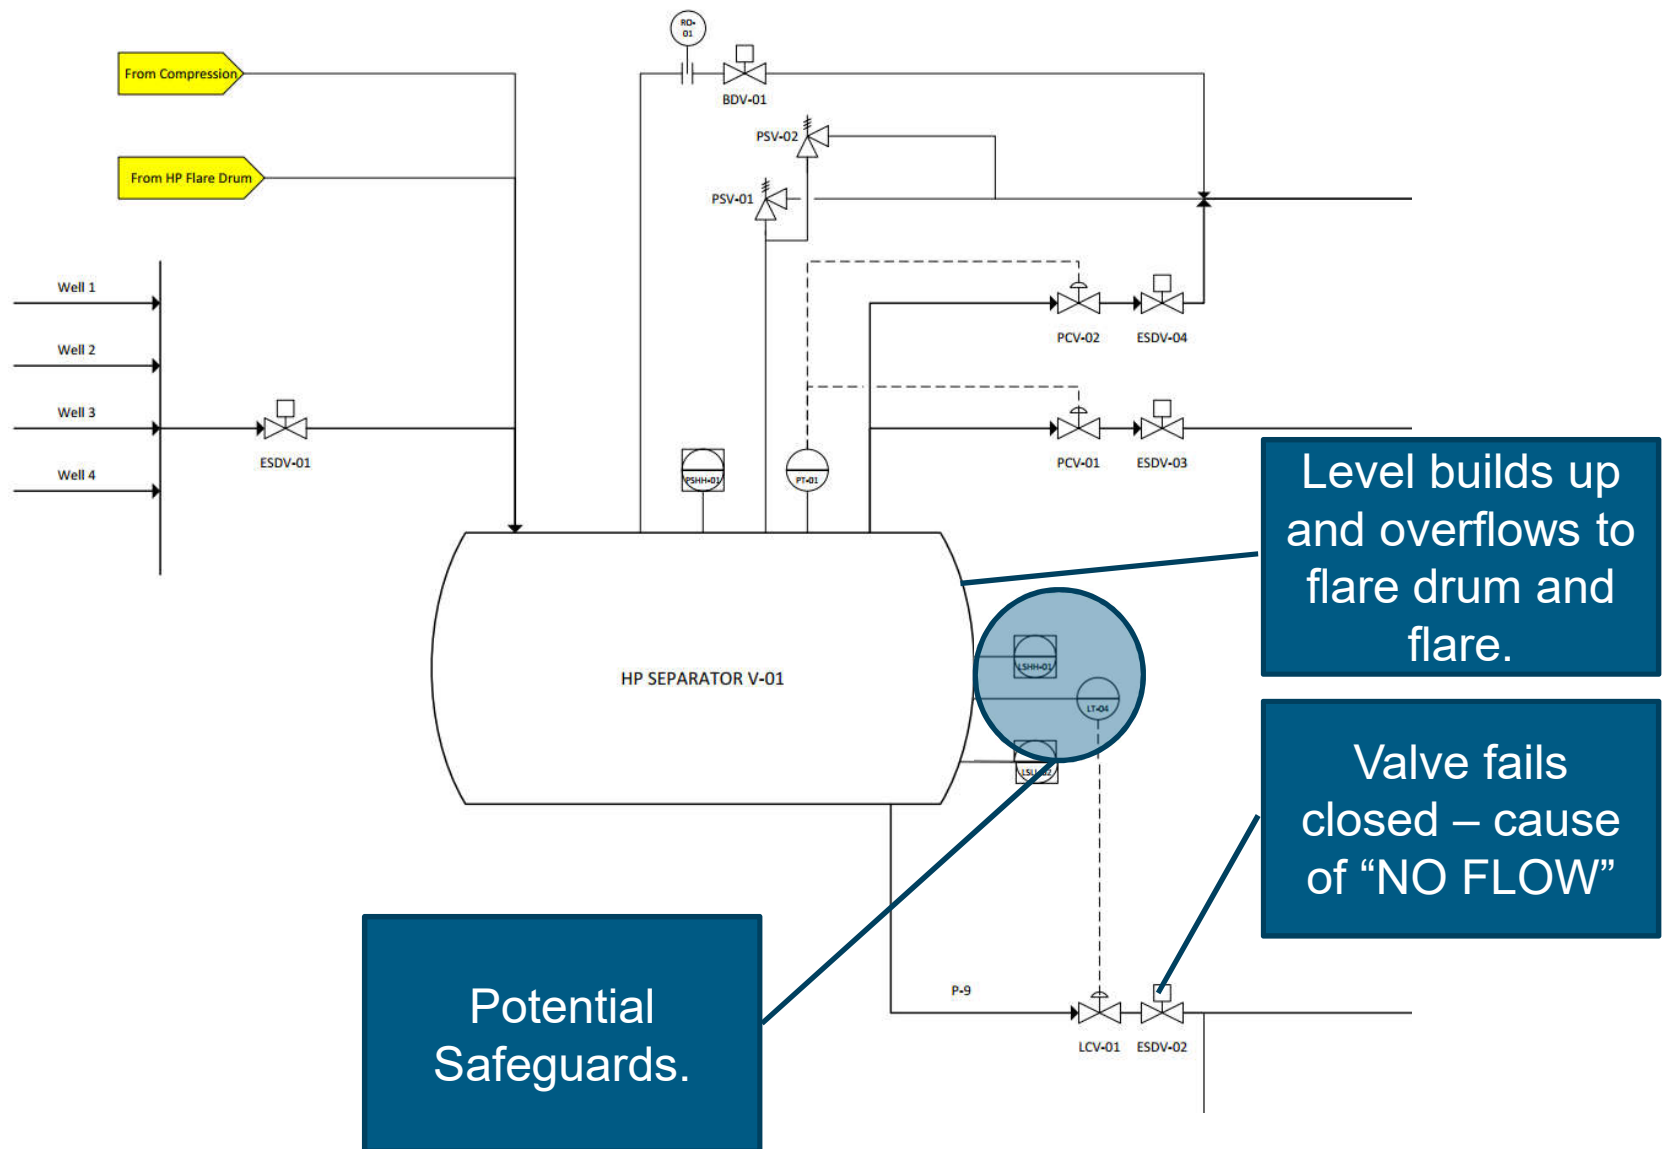 RO-
01
From Compression
BDV-01
PSV-02
From HP Flare Drum
PSV-01
Well 1
Well 2
Well 3
Well 4
ESDV-01
PCV-02
ESDV-04
PCV-01
ESDV-03
PSHH-01
PT-01
Level builds up
and overflows to
flare drum and
flare.
HP SEPARATOR V-01
LSHH-01
LT-04
Valve fails
closed – cause
of “NO FLOW”
Potential
Safeguards.
P-9
LCV-01
ESDV-02